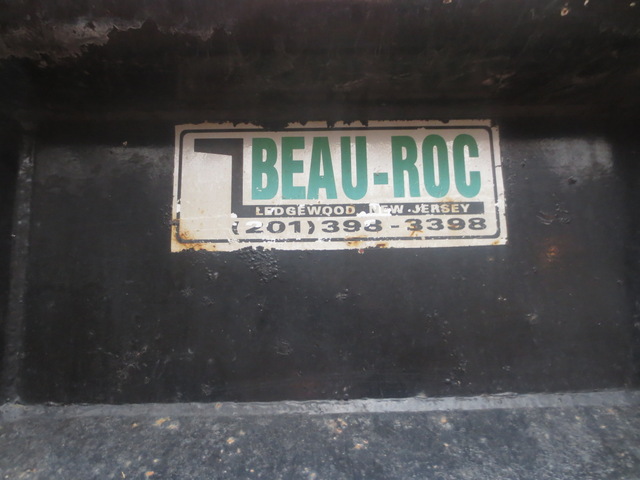 BEAU-ROC
LEDGEWOOD, NEW JERSEY
(201)398-3398